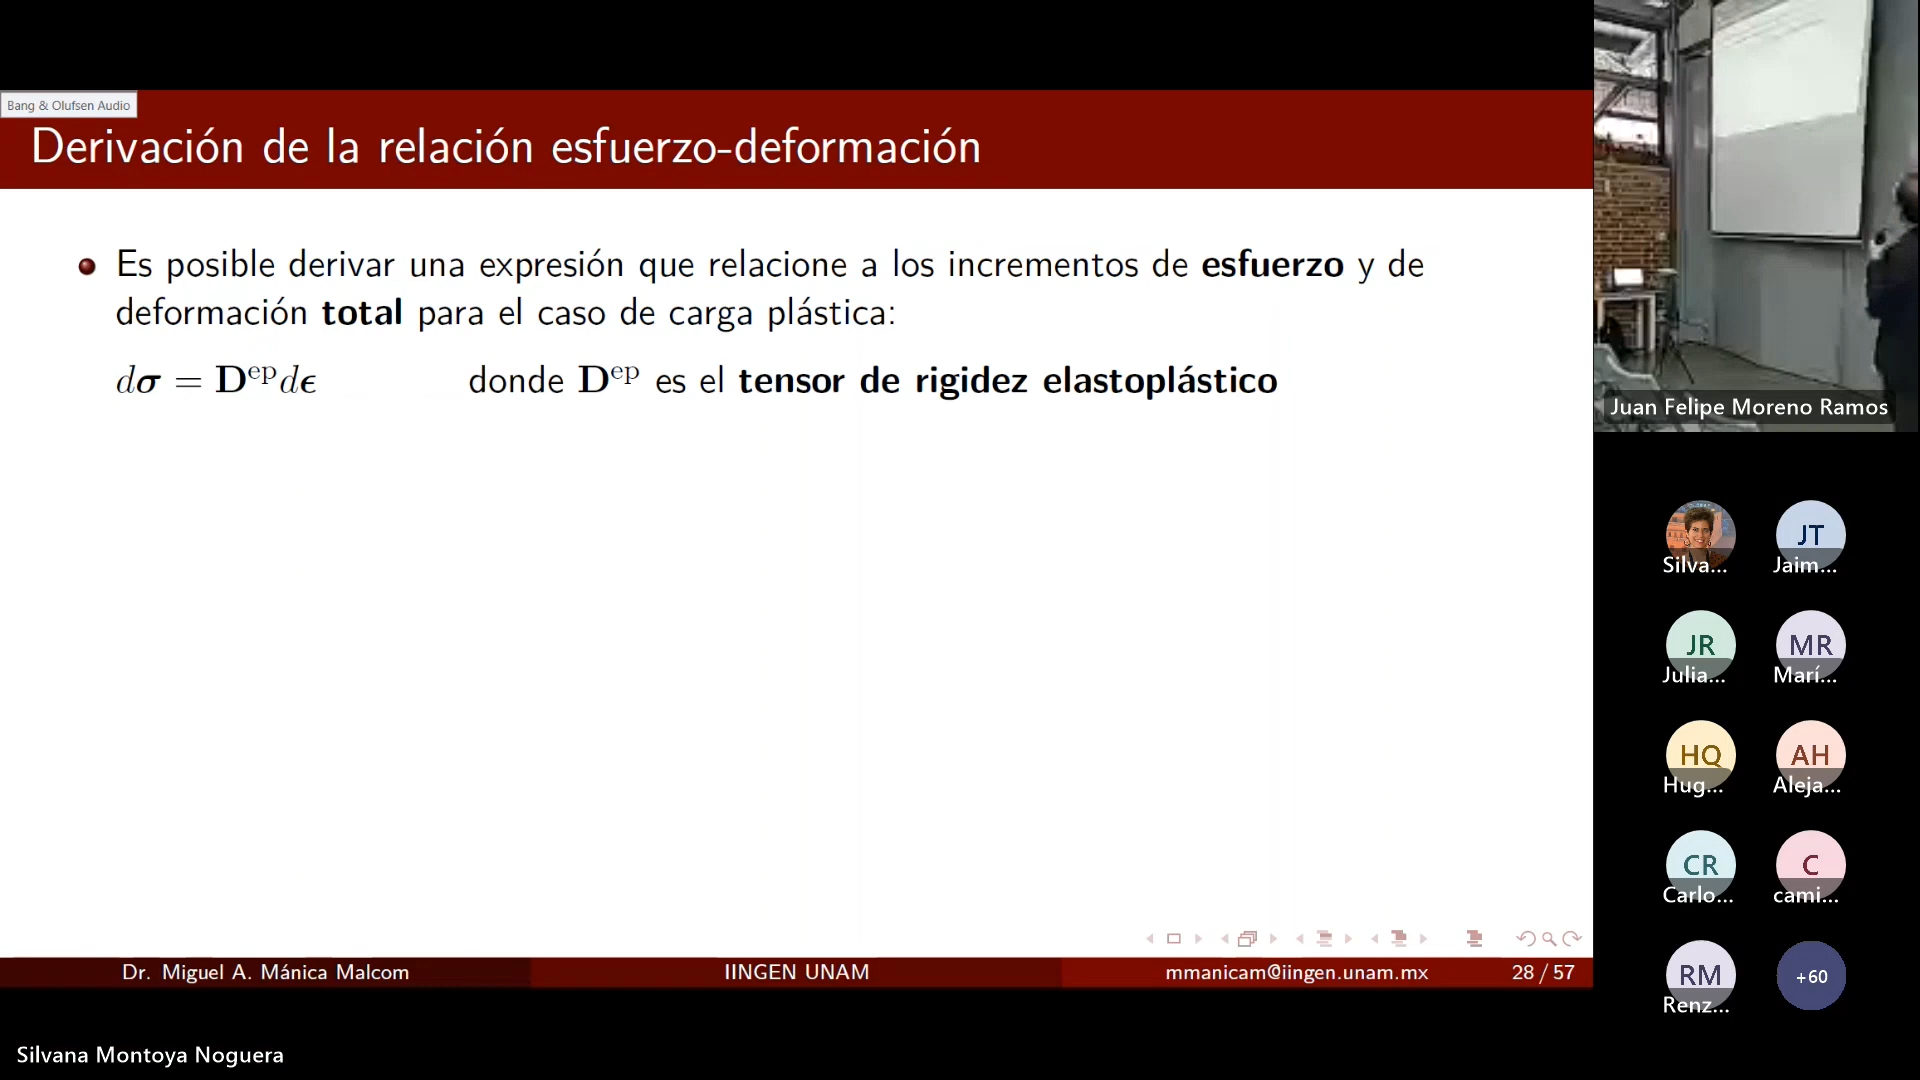 Bang & Olufsen Audio
Derivación de la relación esfuerzo-deformación
Es posible derivar una expresión que relacione a los incrementos de esfuerzo y de
deformación total para el caso de carga plástica:
dσ = D^ep dϵ donde D^ep es el tensor de rigidez elastoplástico
Dr. Miguel A. Mánica Malcom IINGEN UNAM mmanicam@iingen.unam.mx 28 / 57
Silvana Montoya Noguera
Juan Felipe Moreno Ramos
Silva...
JT
Jaim...
JR
Julia...
MR
Marí...
HQ
Hug...
AH
Aleja...
CR
Carlo...
C
cami...
RM
Renz...
+60